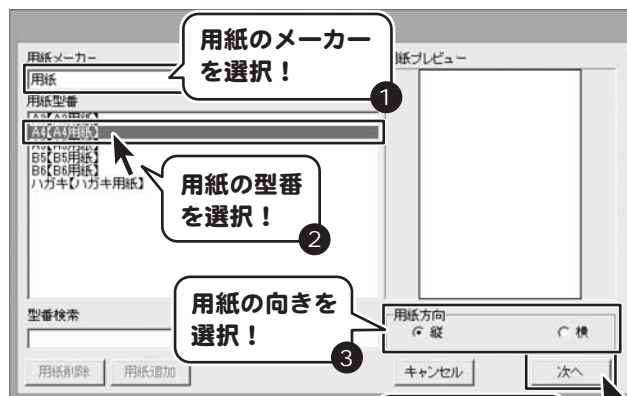 用紙メーカー
用紙
用紙のメーカー
を選択！
1
紙プレビュー
用紙型番
A4【A4用紙】
B5【B5用紙】
B6【B6用紙】
ハガキ【ハガキ用紙】
用紙の型番
を選択！
2
型番検索
用紙の向きを
選択！
3
用紙方向
縦
横
用紙削除
用紙追加
キャンセル
次へ